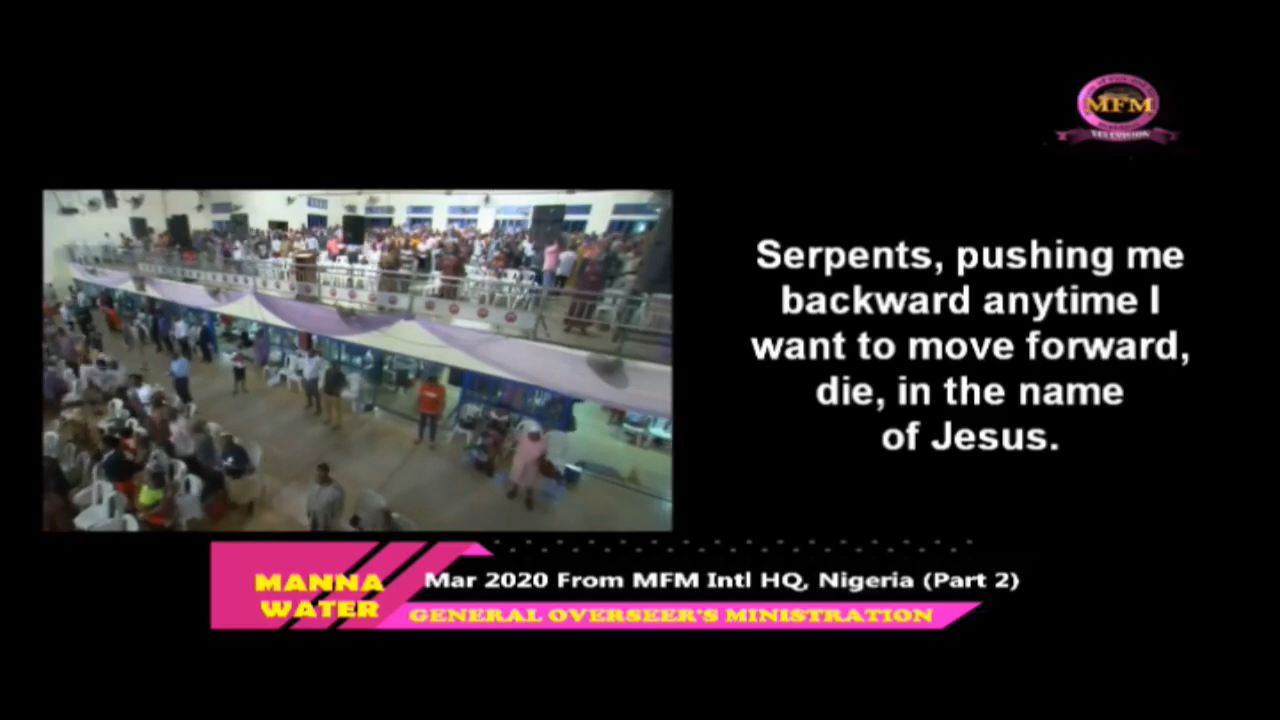 MFM
TELEVISION
Serpents, pushing me
backward anytime I
want to move forward,
die, in the name
of Jesus.
MANNA
WATER
Mar 2020 From MFM Intl HQ, Nigeria (Part 2)
GENERAL OVERSEER'S MINISTRATION